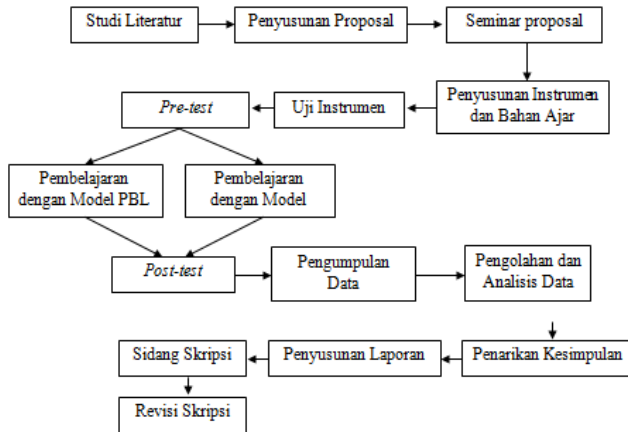 Studi Literatur
Penyusunan Proposal
Seminar proposal
Penyusunan Instrumen
dan Bahan Ajar
Uji Instrumen
Pre-test
Pembelajaran
dengan Model PBL
Pembelajaran
dengan Model
Post-test
Pengumpulan
Data
Pengolahan dan
Analisis Data
Penarikan Kesimpulan
Penyusunan Laporan
Sidang Skripsi
Revisi Skripsi